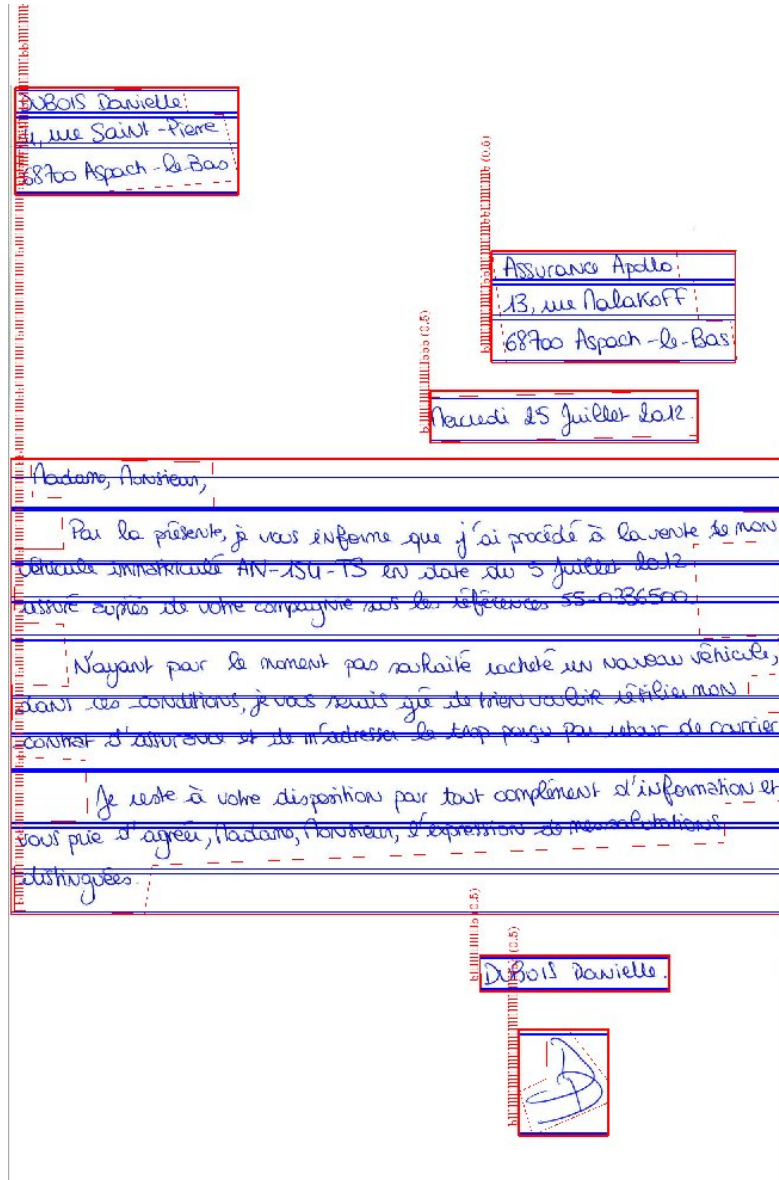 DUBOIS Danielle
4, rue Saint-Pierre
68700 Aspach-le-Bas
Assurance Apollo
13, rue Malakoff
68700 Aspach-le-Bas
Mercredi 25 Juillet 2012.
Madame, Monsieur,
Par la présente, je vous informe que j'ai procédé à la vente de mon
véhicule immatriculé AN-154-TS en date du 5 Juillet 2012
assuré auprès de votre compagnie sous les références 55-0336500.
N'ayant pour le moment pas souhaité racheté un nouveau véhicule,
dans ces conditions, je vous serais gré de bien vouloir résilier mon
contrat d'assurance et de m'adresser le trop perçu par retour de courrier
Je reste à votre disposition pour tout complément d'information et
vous prie d'agréer, Madame, Monsieur, l'expression de mes salutations
distinguées.
DUBOIS Danielle.